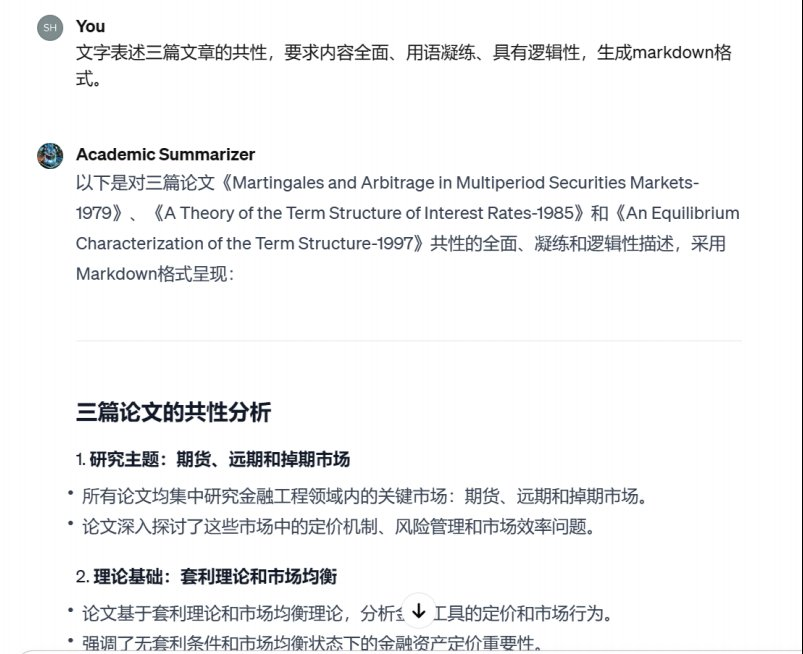 SH
You
文字表述三篇文章的共性，要求内容全面、用语凝练、具有逻辑性，生成markdown格
式。
Academic Summarizer
以下是对三篇论文《Martingales and Arbitrage in Multiperiod Securities Markets-
1979》、《A Theory of the Term Structure of Interest Rates-1985》和《An Equilibrium
Characterization of the Term Structure-1997》共性的全面、凝练和逻辑性描述，采用
Markdown格式呈现：
三篇论文的共性分析
1. 研究主题：期货、远期和掉期市场
• 所有论文均集中研究金融工程领域内的关键市场：期货、远期和掉期市场。
• 论文深入探讨了这些市场中的定价机制、风险管理和市场效率问题。
2. 理论基础：套利理论和市场均衡
• 论文基于套利理论和市场均衡理论，分析金 工具的定价和市场行为。
• 强调了无套利条件和市场均衡状态下的金融资产定价重要性。